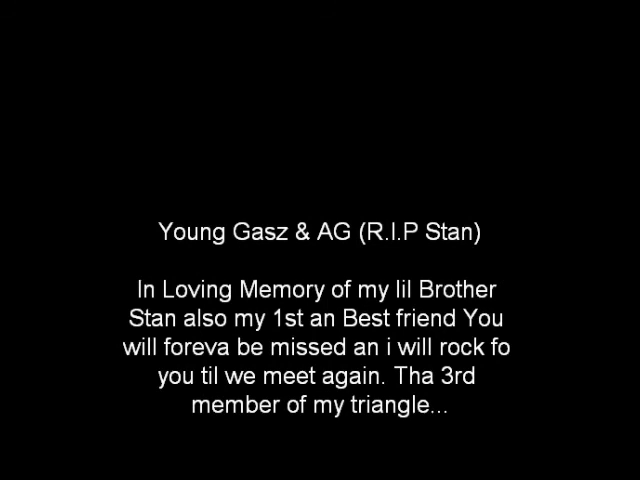 Young Gasz & AG (R.I.P Stan)
In Loving Memory of my lil Brother
Stan also my 1st an Best friend You
will foreva be missed an i will rock fo
you til we meet again. Tha 3rd
member of my triangle...